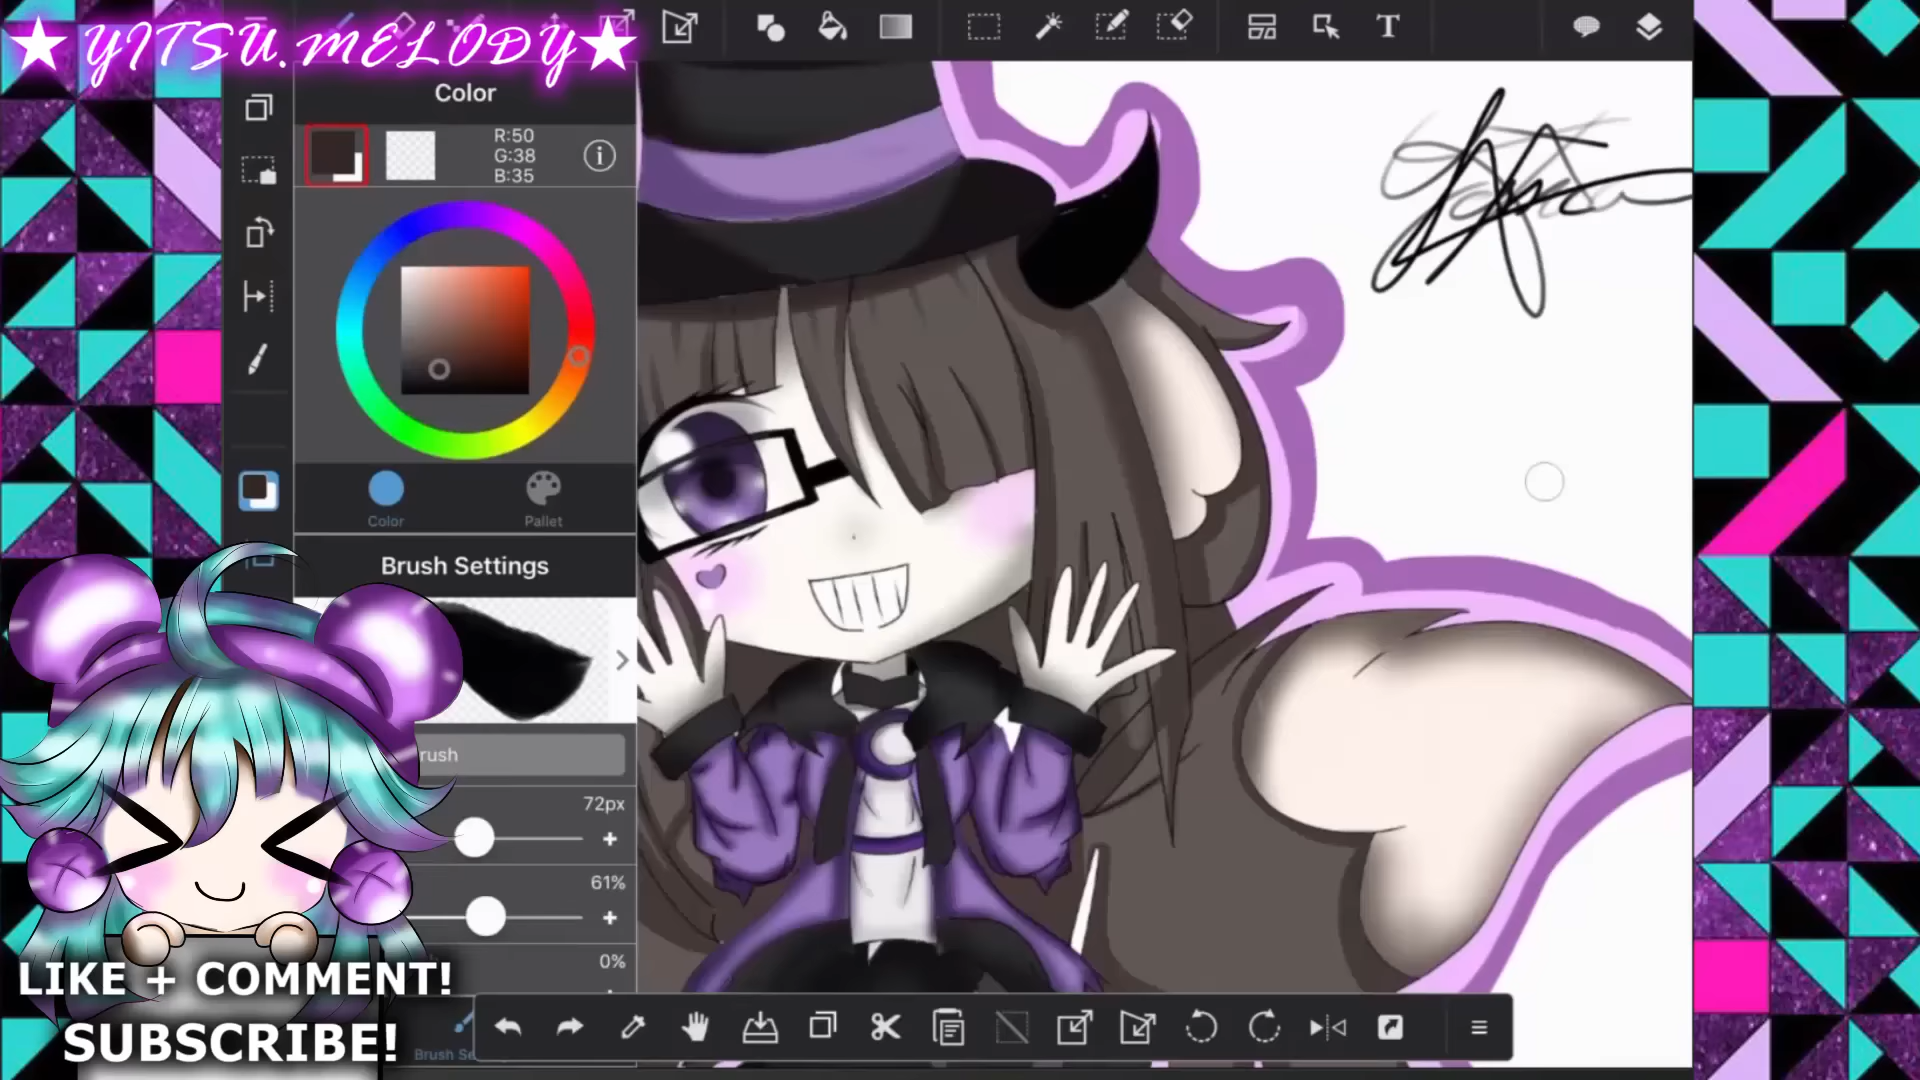 ★YITSU.MELODY★
Color
R:50
G:38
B:35
Color
Pallet
Brush Settings
rush
72px
61%
0%
Brush Se
LIKE + COMMENT!
SUBSCRIBE!